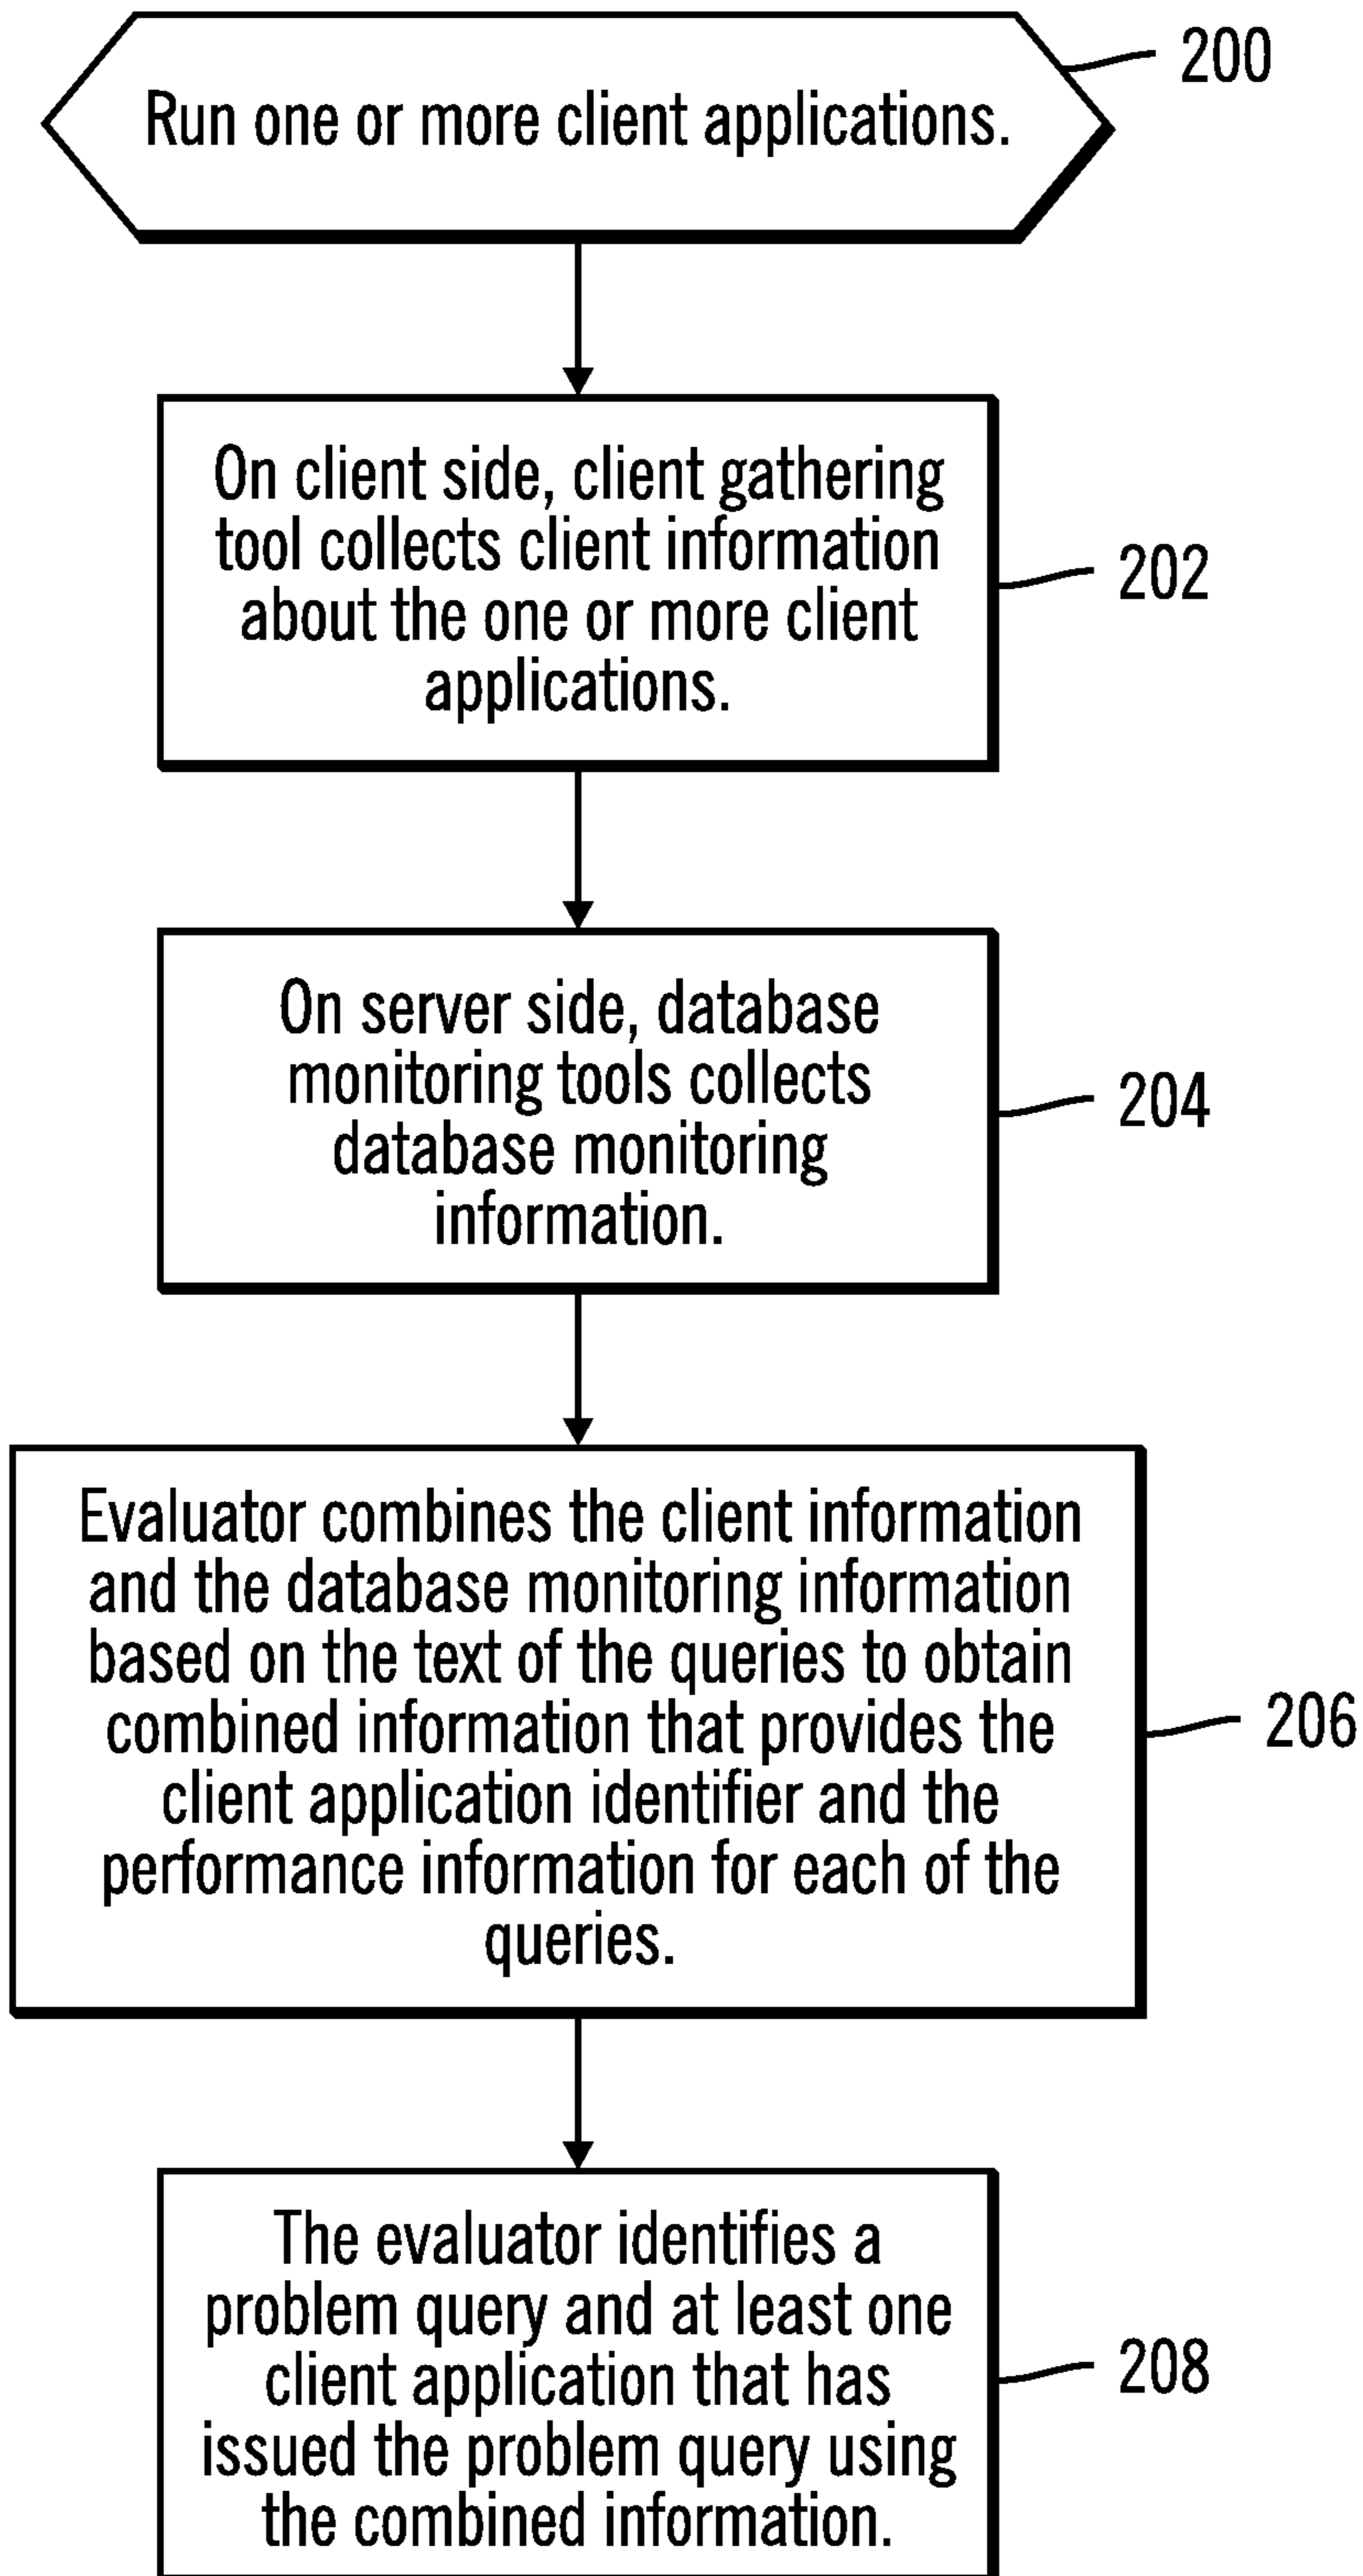 Run one or more client applications.
200
On client side, client gathering
tool collects client information
about the one or more client
applications.
202
On server side, database
monitoring tools collects
database monitoring
information.
204
Evaluator combines the client information
and the database monitoring information
based on the text of the queries to obtain
combined information that provides the
client application identifier and the
performance information for each of the
queries.
206
The evaluator identifies a
problem query and at least one
client application that has
issued the problem query using
the combined information.
208